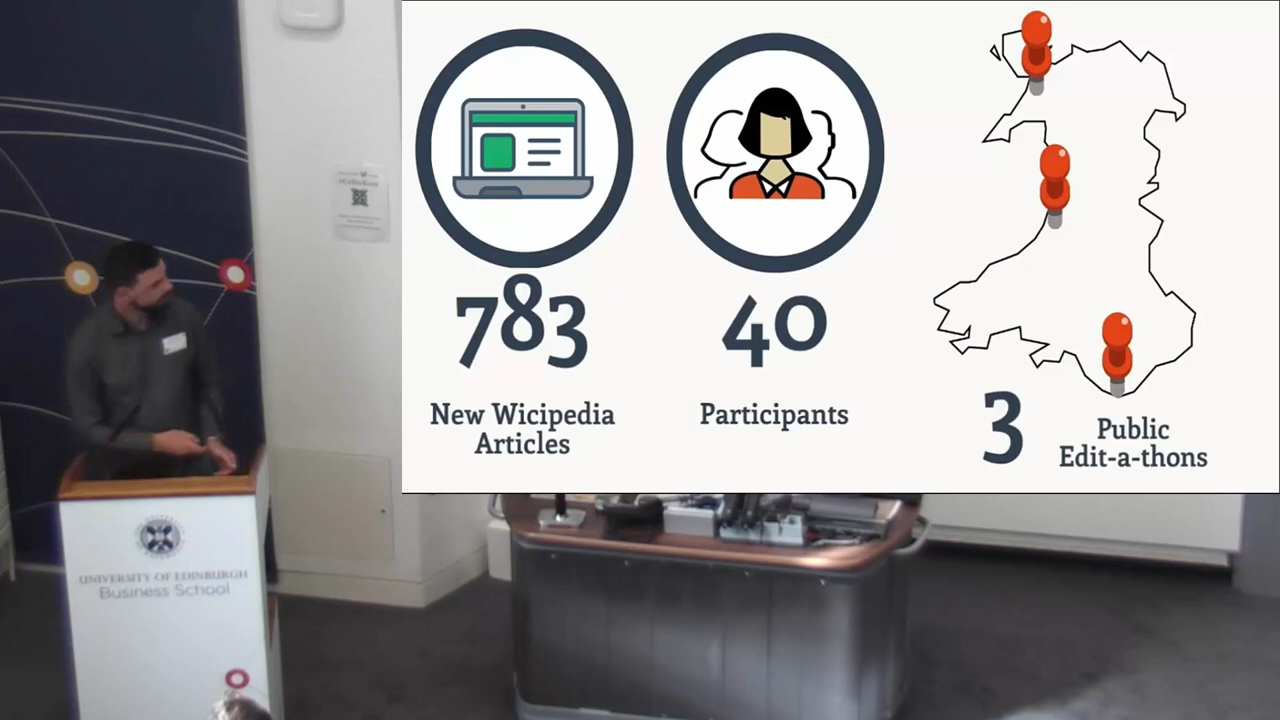 783
New Wicipedia
Articles
40
Participants
3
Public
Edit-a-thons
UNIVERSITY OF EDINBURGH
Business School